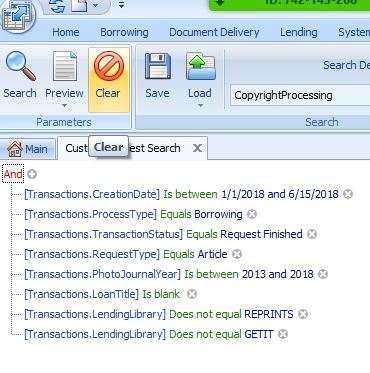 ID: 742-145-268
Home Borrowing Document Delivery Lending System
Search Preview Clear Save Load
Search De
CopyrightProcessing
Parameters Search
Clear
Main Cust est Search
And
[Transactions.CreationDate] Is between 1/1/2018 and 6/15/2018
[Transactions.ProcessType] Equals Borrowing
[Transactions.TransactionStatus] Equals Request Finished
[Transactions.RequestType] Equals Article
[Transactions.PhotoJournalYear] Is between 2013 and 2018
[Transactions.LoanTitle] Is blank
[Transactions.LendingLibrary] Does not equal REPRINTS
[Transactions.LendingLibrary] Does not equal GETIT